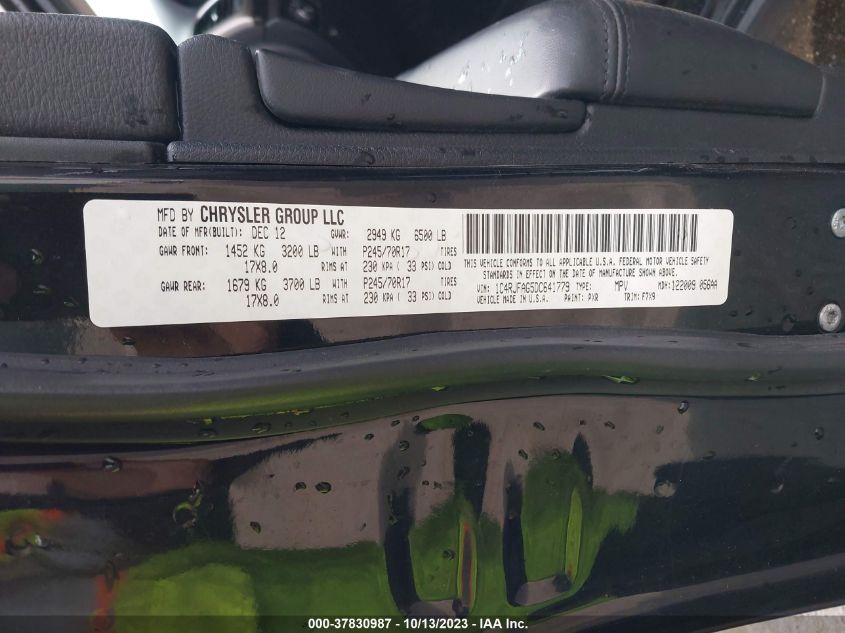 MFD BY CHRYSLER GROUP LLC
DATE OF MFR(BUILT): DEC 12 GVWR: 2949 KG 6500 LB
GAWR FRONT: 1452 KG 3200 LB WITH P245/70R17 TIRES
17X8.0 RIMS AT 230 KPA ( 33 PSI) COLD
GAWR REAR: 1679 KG 3700 LB WITH P245/70R17 TIRES
17X8.0 RIMS AT 230 KPA ( 33 PSI) COLD
THIS VEHICLE CONFORMS TO ALL APPLICABLE U.S.A. FEDERAL MOTOR VEHICLE SAFETY
STANDARDS IN EFFECT ON THE DATE OF MANUFACTURE SHOWN ABOVE.
VIN: 1C4RJFAG5DC641779 TYPE: MPV MDH:122009 056AA
VEHICLE MADE IN U.S.A. PAINT: PXR TRIM: F7X9
000-37830987 - 10/13/2023 - IAA Inc.